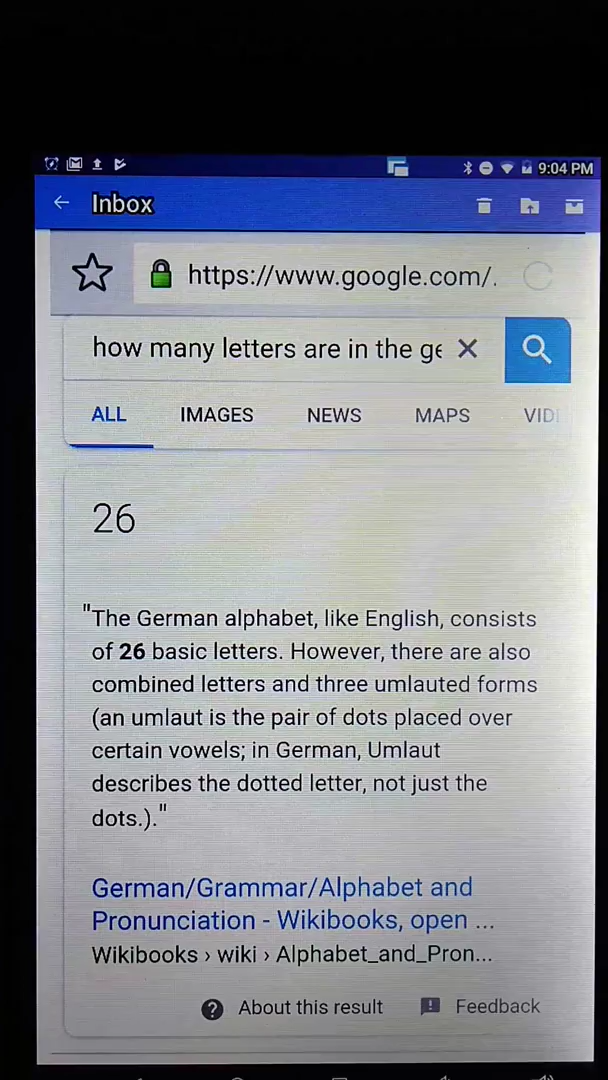 9:04 PM
Inbox
https://www.google.com/.
how many letters are in the ge
ALL IMAGES NEWS MAPS VID
26
"The German alphabet, like English, consists
of 26 basic letters. However, there are also
combined letters and three umlauted forms
(an umlaut is the pair of dots placed over
certain vowels; in German, Umlaut
describes the dotted letter, not just the
dots.)."
German/Grammar/Alphabet and
Pronunciation - Wikibooks, open ...
Wikibooks › wiki › Alphabet_and_Pron...
About this result Feedback